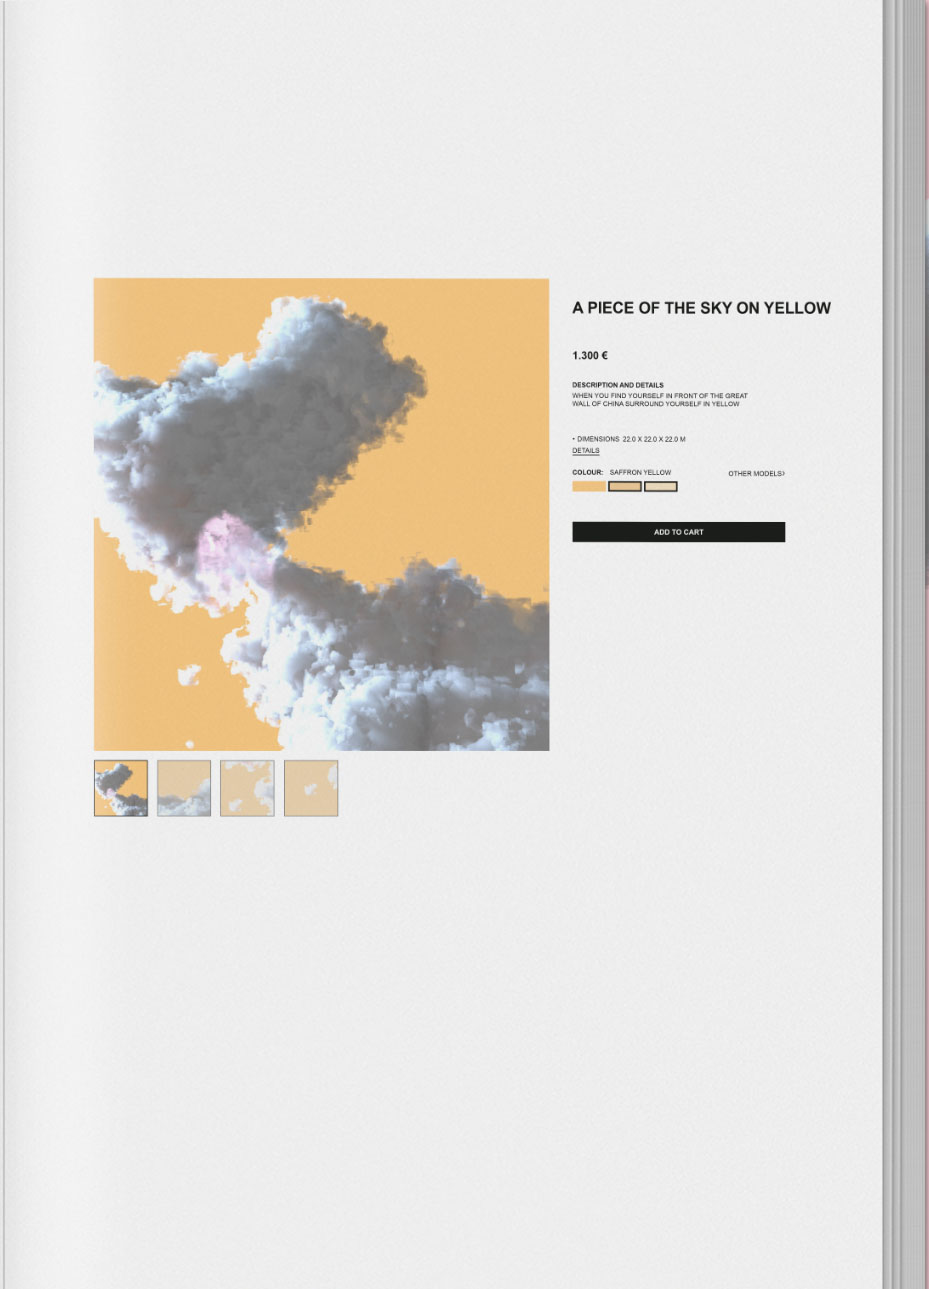 A PIECE OF THE SKY ON YELLOW
1.300 €
DESCRIPTION AND DETAILS
WHEN YOU FIND YOURSELF IN FRONT OF THE GREAT
WALL OF CHINA SURROUND YOURSELF IN YELLOW
• DIMENSIONS 22.0 X 22.0 X 22.0 M
DETAILS
COLOUR: SAFFRON YELLOW
OTHER MODELS›
ADD TO CART